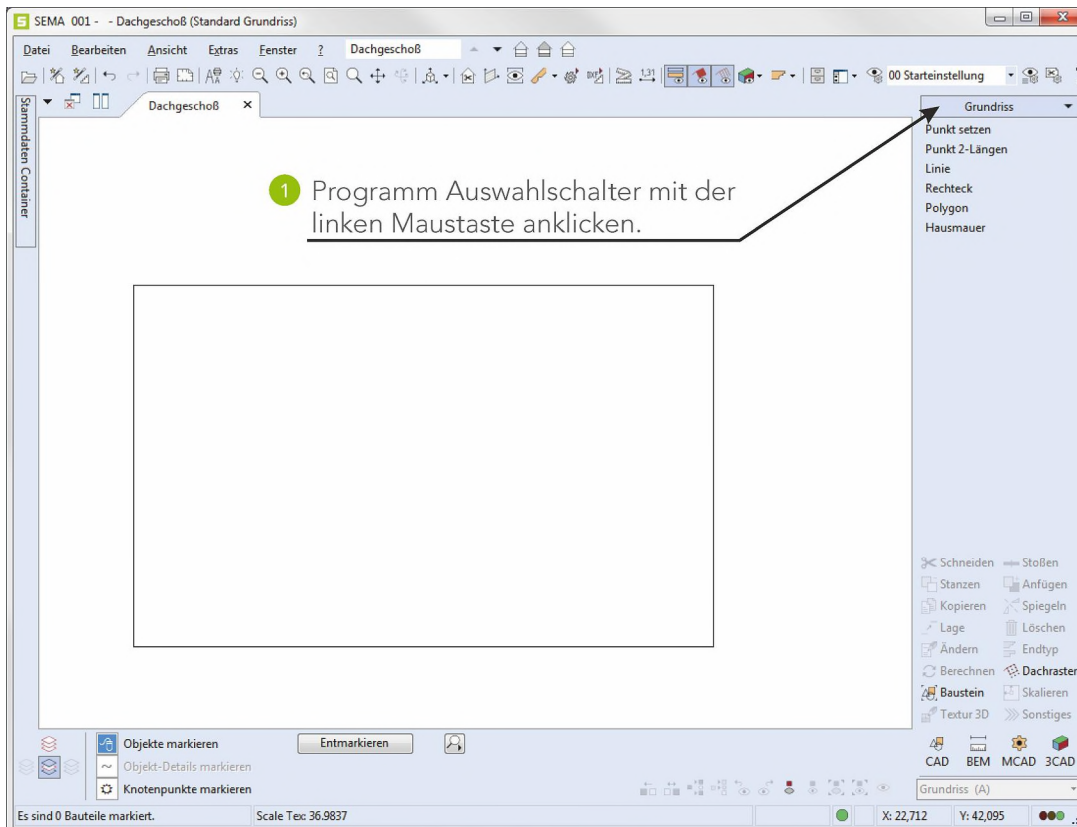 SEMA 001 - - Dachgeschoß (Standard Grundriss)
Datei Bearbeiten Ansicht Extras Fenster ? Dachgeschoß
00 Starteinstellung
Stammdaten Container
Dachgeschoß
Grundriss
Punkt setzen
Punkt 2-Längen
Linie
Rechteck
Polygon
Hausmauer
1 Programm Auswahlschalter mit der
linken Maustaste anklicken.
Schneiden Stoßen
Stanzen Anfügen
Kopieren Spiegeln
Lage Löschen
Ändern Endtyp
Berechnen Dachraster
Baustein Skalieren
Textur 3D Sonstiges
CAD BEM MCAD 3CAD
Grundriss (A)
Objekte markieren Entmarkieren
Objekt-Details markieren
Knotenpunkte markieren
Es sind 0 Bauteile markiert. Scale Tex: 36.9837 X: 22,712 Y: 42,095